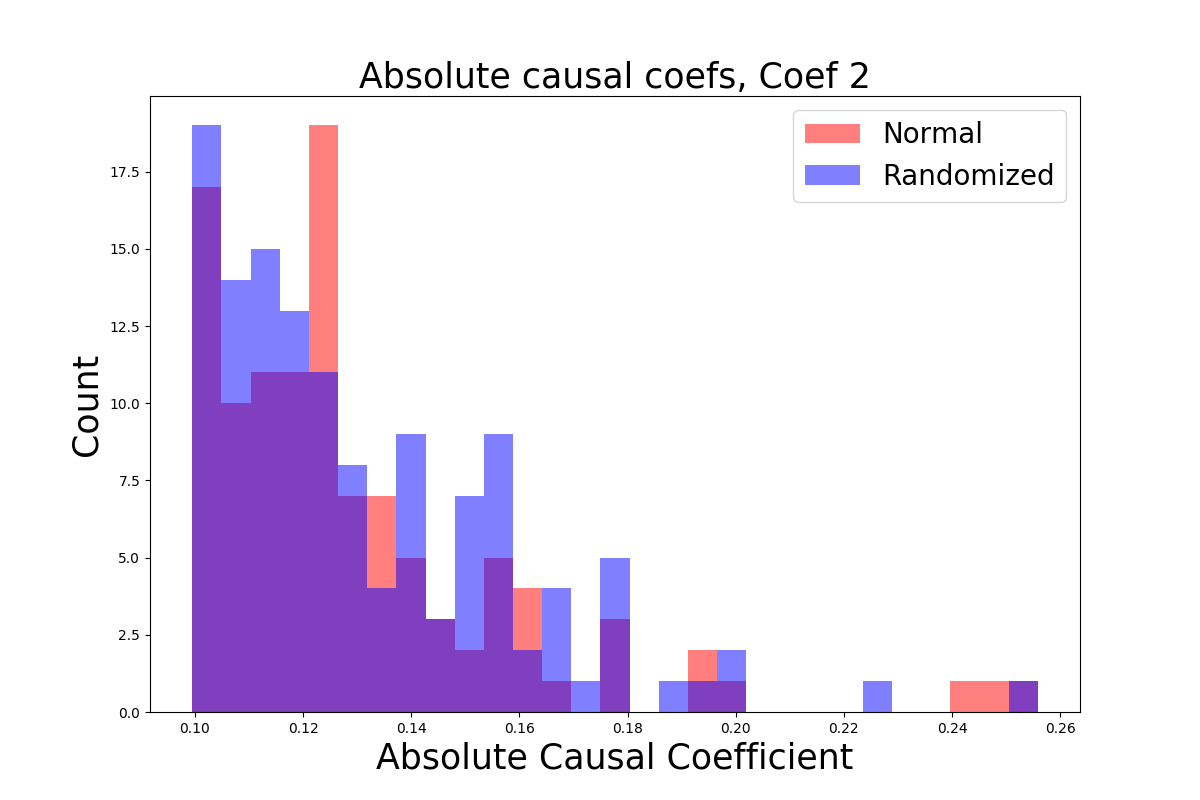 Absolute causal coefs, Coef 2
Normal
Randomized
17.5
15.0
12.5
10.0
7.5
5.0
2.5
0.0
Count
0.10 0.12 0.14 0.16 0.18 0.20 0.22 0.24 0.26
Absolute Causal Coefficient